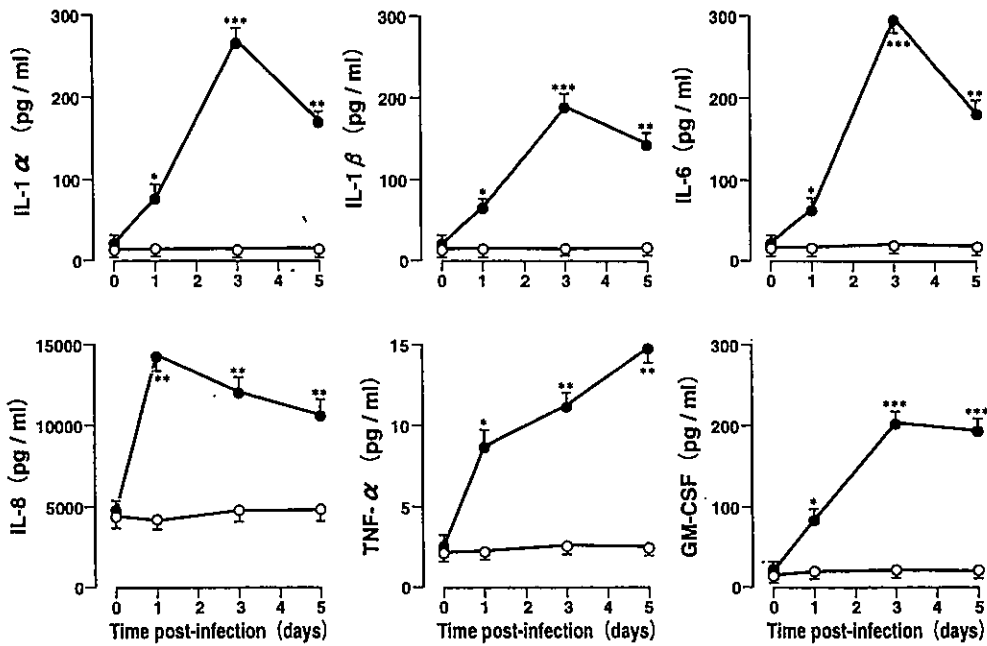 IL-1 α (pg / ml)
300
200
100
0
*
***
**
0 1 2 3 4 5
IL-1 β (pg / ml)
300
200
100
0
*
***
**
0 1 2 3 4 5
IL-6 (pg / ml)
300
200
100
0
*
***
**
0 1 2 3 4 5
IL-8 (pg / ml)
15000
10000
5000
0
**
**
**
0 1 2 3 4 5
Time post-infection (days)
TNF-α (pg / ml)
15
10
5
0
*
**
**
0 1 2 3 4 5
Time post-infection (days)
GM-CSF (pg / ml)
300
200
100
0
*
***
***
0 1 2 3 4 5
Time post-infection (days)